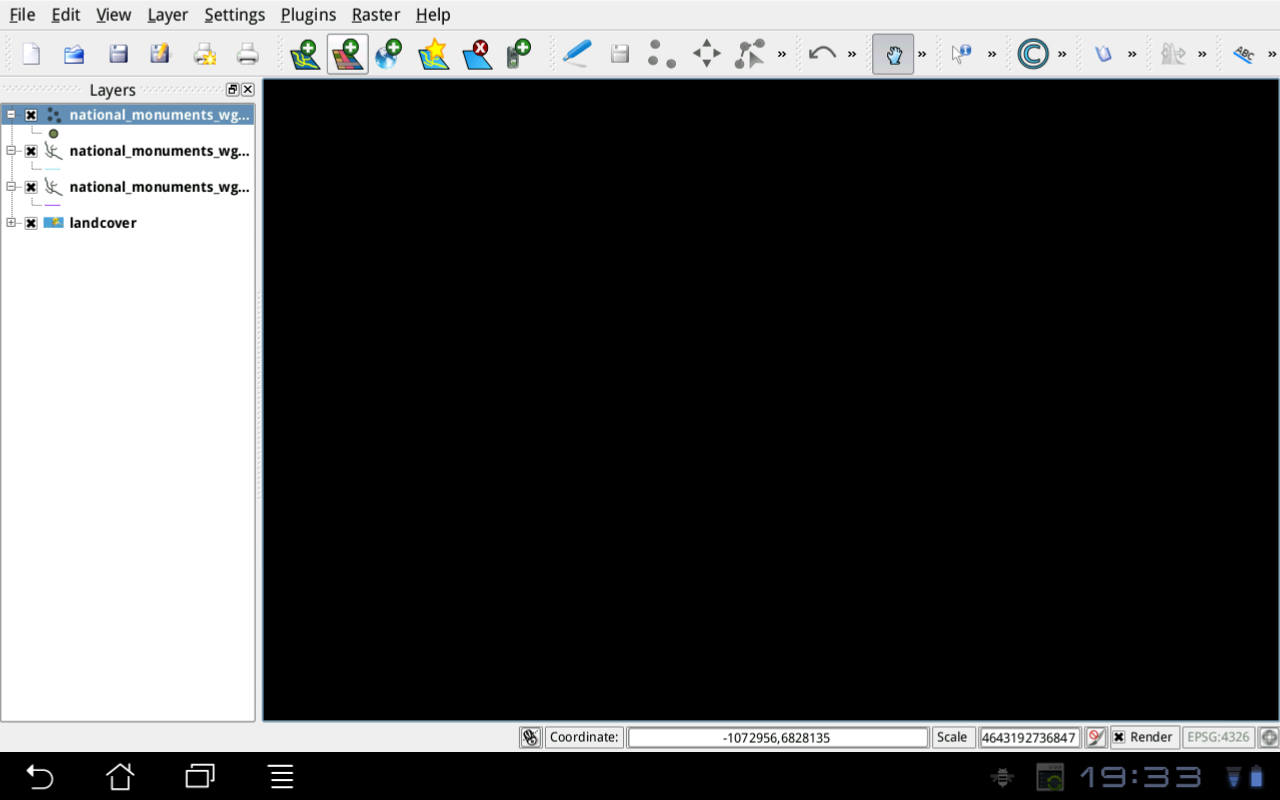 File Edit View Layer Settings Plugins Raster Help
» » » » » » » »
ABC
Layers
national_monuments_wg...
national_monuments_wg...
national_monuments_wg...
landcover
Coordinate: -1072956,6828135 Scale 4643192736847 Render EPSG:4326
19:33